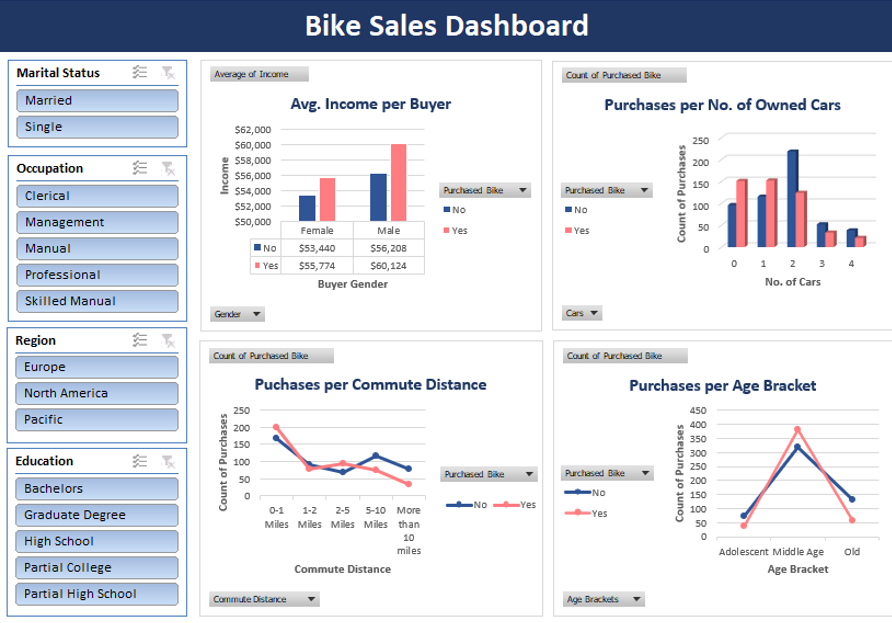 Bike Sales Dashboard
Marital Status
Married
Single
Occupation
Clerical
Management
Manual
Professional
Skilled Manual
Region
Europe
North America
Pacific
Education
Bachelors
Graduate Degree
High School
Partial College
Partial High School
Average of Income
Avg. Income per Buyer
$62,000
$60,000
$58,000
$56,000
$54,000
$52,000
$50,000
Income
Female Male
No $53,440 $56,208
Yes $55,774 $60,124
Buyer Gender
Purchased Bike
No
Yes
Gender
Count of Purchased Bike
Purchases per No. of Owned Cars
Purchased Bike
No
Yes
Count of Purchases
250
200
150
100
50
0
0 1 2 3 4
No. of Cars
Cars
Count of Purchased Bike
Puchases per Commute Distance
Count of Purchases
250
200
150
100
50
0
0-1 1-2 2-5 5-10 More
Miles Miles Miles Miles than
10
miles
Commute Distance
Purchased Bike
No Yes
Commute Distance
Count of Purchased Bike
Purchases per Age Bracket
Purchased Bike
No
Yes
Count of Purchases
450
400
350
300
250
200
150
100
50
0
Adolescent Middle Age Old
Age Bracket
Age Brackets